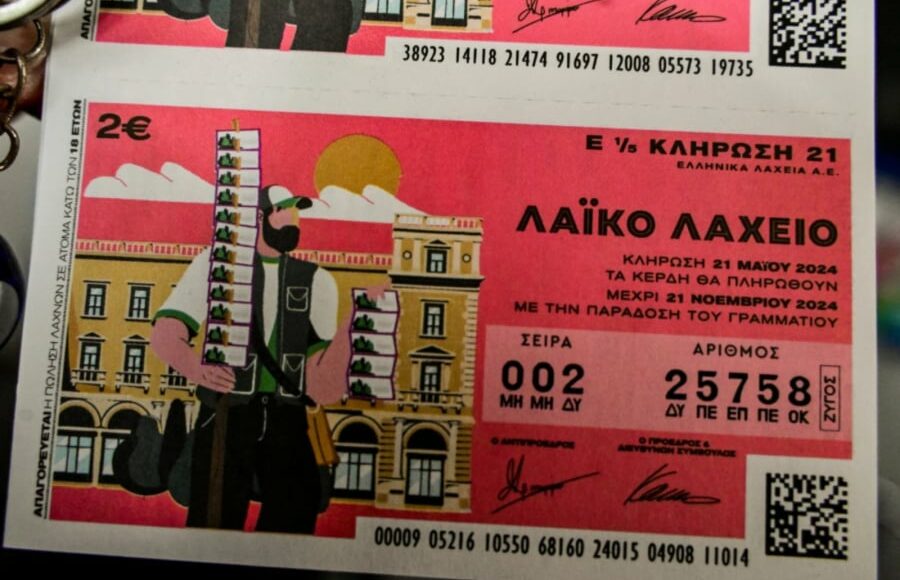 38923 14118 21474 91697 12008 05573 19735
2€
Ε ⅕ ΚΛΗΡΩΣΗ 21
ΕΛΛΗΝΙΚΑ ΛΑΧΕΙΑ Α.Ε.
ΛΑΪΚΟ ΛΑΧΕΙΟ
ΚΛΗΡΩΣΗ 21 ΜΑΪΟΥ 2024
ΤΑ ΚΕΡΔΗ ΘΑ ΠΛΗΡΩΘΟΥΝ
ΜΕΧΡΙ 21 ΝΟΕΜΒΡΙΟΥ 2024
ΜΕ ΤΗΝ ΠΑΡΑΔΟΣΗ ΤΟΥ ΓΡΑΜΜΑΤΙΟΥ
ΣΕΙΡΑ
002
ΜΗ ΜΗ ΔΥ
ΑΡΙΘΜΟΣ
25758
ΔΥ ΠΕ ΕΠ ΠΕ ΟΚ
ΖΥΓΟΣ
Ο ΑΝΤΙΠΡΟΕΔΡΟΣ
Ο ΠΡΟΕΔΡΟΣ &
ΔΙΕΥΘΥΝΩΝ ΣΥΜΒΟΥΛΟΣ
00009 05216 10550 68160 24015 04908 11014
ΑΠΑΓΟΡΕΥΕΤΑΙ Η ΠΩΛΗΣΗ ΛΑΧΝΩΝ ΣΕ ΑΤΟΜΑ ΚΑΤΩ ΤΩΝ 18 ΕΤΩΝ